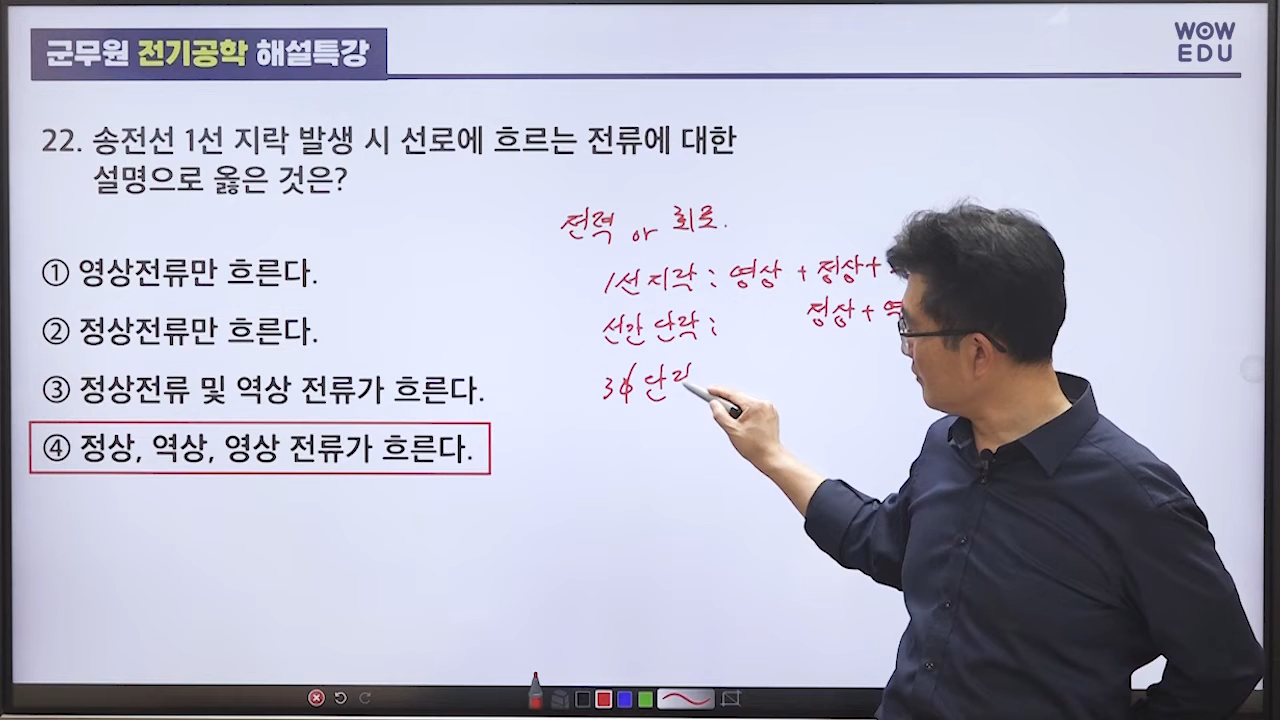 군무원 전기공학 해설특강
WOW
EDU
22. 송전선 1선 지락 발생 시 선로에 흐르는 전류에 대한
설명으로 옳은 것은?
① 영상전류만 흐른다.
② 정상전류만 흐른다.
③ 정상전류 및 역상 전류가 흐른다.
④ 정상, 역상, 영상 전류가 흐른다.
전력 or 회로.
1선 지락 : 영상 + 정상 +
선간 단락 : 정상 + 역
3ϕ 단라